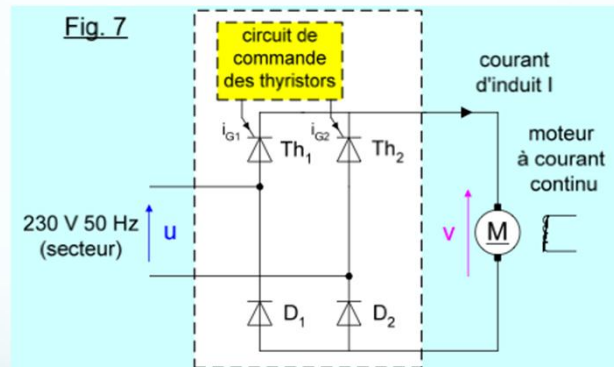 Fig. 7
circuit de
commande
des thyristors
courant
d'induit I
iG1
Th1
iG2
Th2
moteur
à courant
continu
230 V 50 Hz
(secteur)
u
v
M
D1
D2